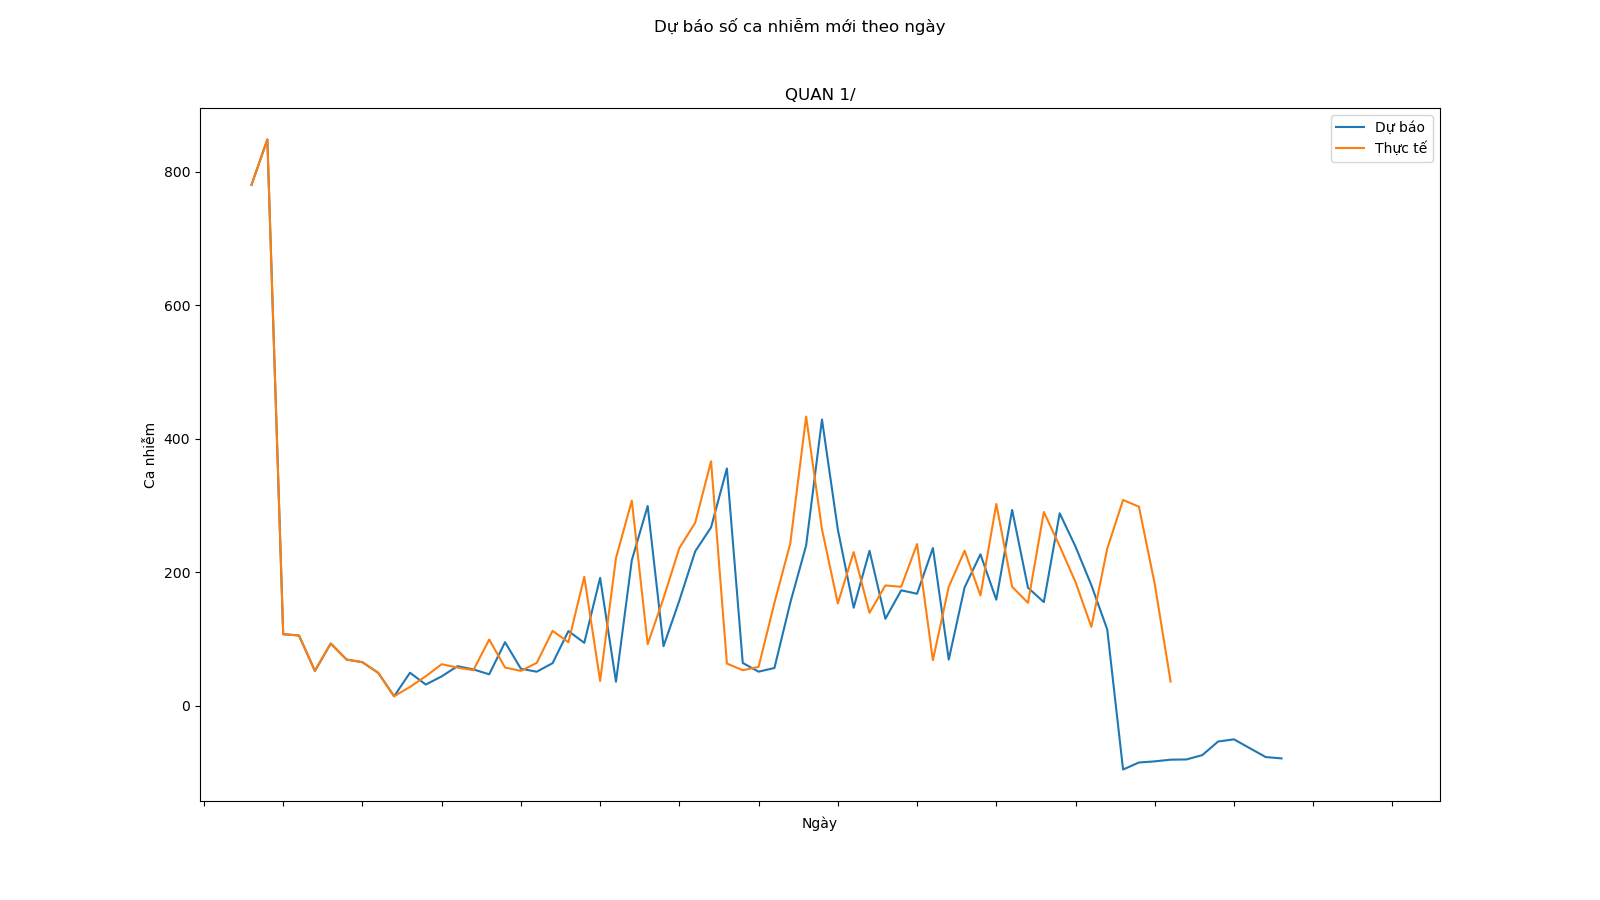 Dự báo số ca nhiễm mới theo ngày
QUAN 1/
Dự báo
Thực tế
800
600
400
200
0
Ca nhiễm
Ngày